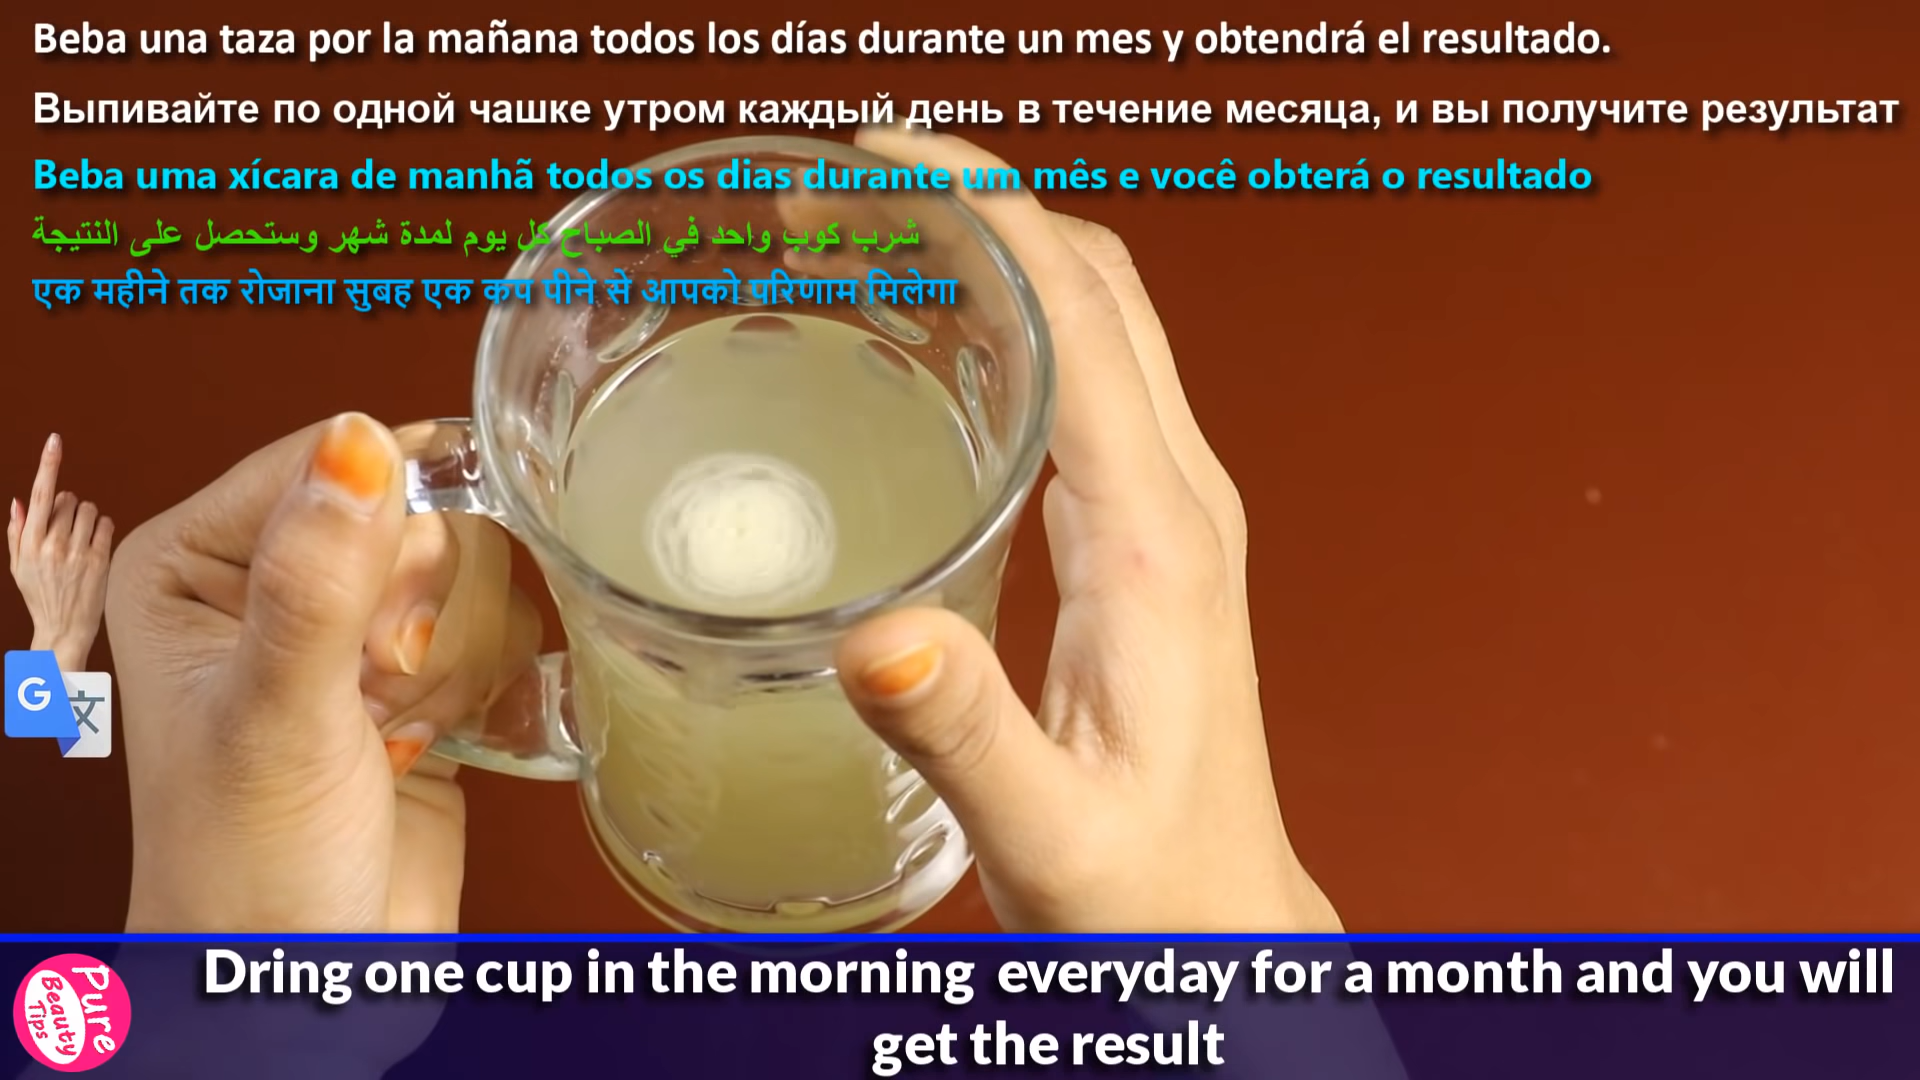 Beba una taza por la mañana todos los días durante un mes y obtendrá el resultado.
Выпивайте по одной чашке утром каждый день в течение месяца, и вы получите результат
Beba uma xícara de manhã todos os dias durante um mês e você obterá o resultado
شرب كوب واحد في الصباح كل يوم لمدة شهر وستحصل على النتيجة
एक महीने तक रोजाना सुबह एक कप पीने से आपको परिणाम मिलेगा
G 文
Dring one cup in the morning everyday for a month and you will
get the result
Pure
Beauty
Tips